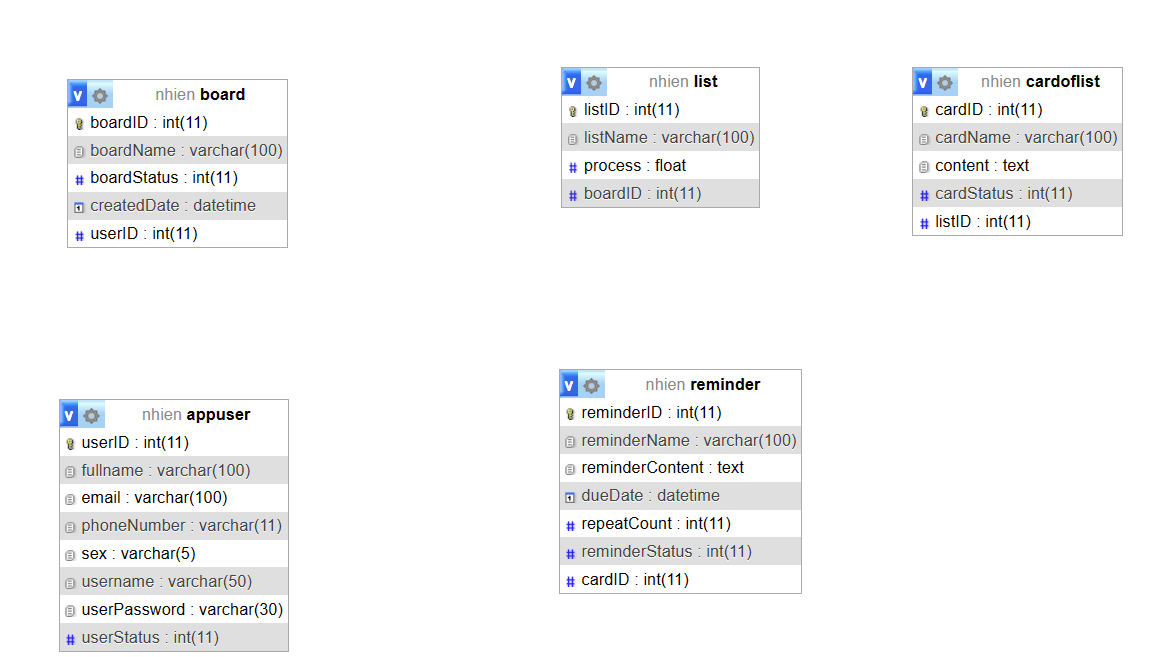 v nhien board
boardID : int(11)
boardName : varchar(100)
# boardStatus : int(11)
createdDate : datetime
# userID : int(11)
v nhien list
listID : int(11)
listName : varchar(100)
# process : float
# boardID : int(11)
v nhien cardoflist
cardID : int(11)
cardName : varchar(100)
content : text
# cardStatus : int(11)
# listID : int(11)
v nhien appuser
userID : int(11)
fullname : varchar(100)
email : varchar(100)
phoneNumber : varchar(11)
sex : varchar(5)
username : varchar(50)
userPassword : varchar(30)
# userStatus : int(11)
v nhien reminder
reminderID : int(11)
reminderName : varchar(100)
reminderContent : text
dueDate : datetime
# repeatCount : int(11)
# reminderStatus : int(11)
# cardID : int(11)